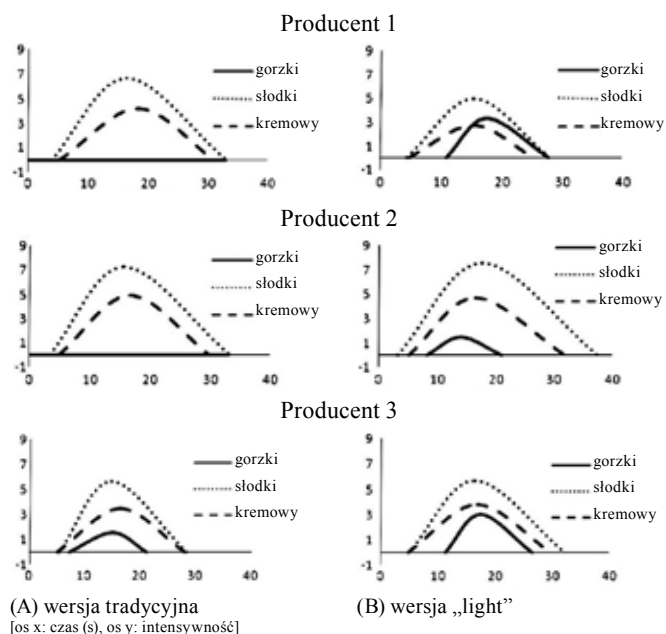 Producent 1
9
7
5
3
1
-1
0 10 20 30 40
gorzki
słodki
kremowy
9
7
5
3
1
-1
0 10 20 30 40
gorzki
słodki
kremowy
Producent 2
9
7
5
3
1
-1
0 10 20 30 40
gorzki
słodki
kremowy
9
7
5
3
1
-1
0 10 20 30 40
gorzki
słodki
kremowy
Producent 3
9
7
5
3
1
-1
0 10 20 30 40
gorzki
słodki
kremowy
9
7
5
3
1
-1
0 10 20 30 40
gorzki
słodki
kremowy
(A) wersja tradycyjna
[os x: czas (s), os y: intensywność]
(B) wersja „light”